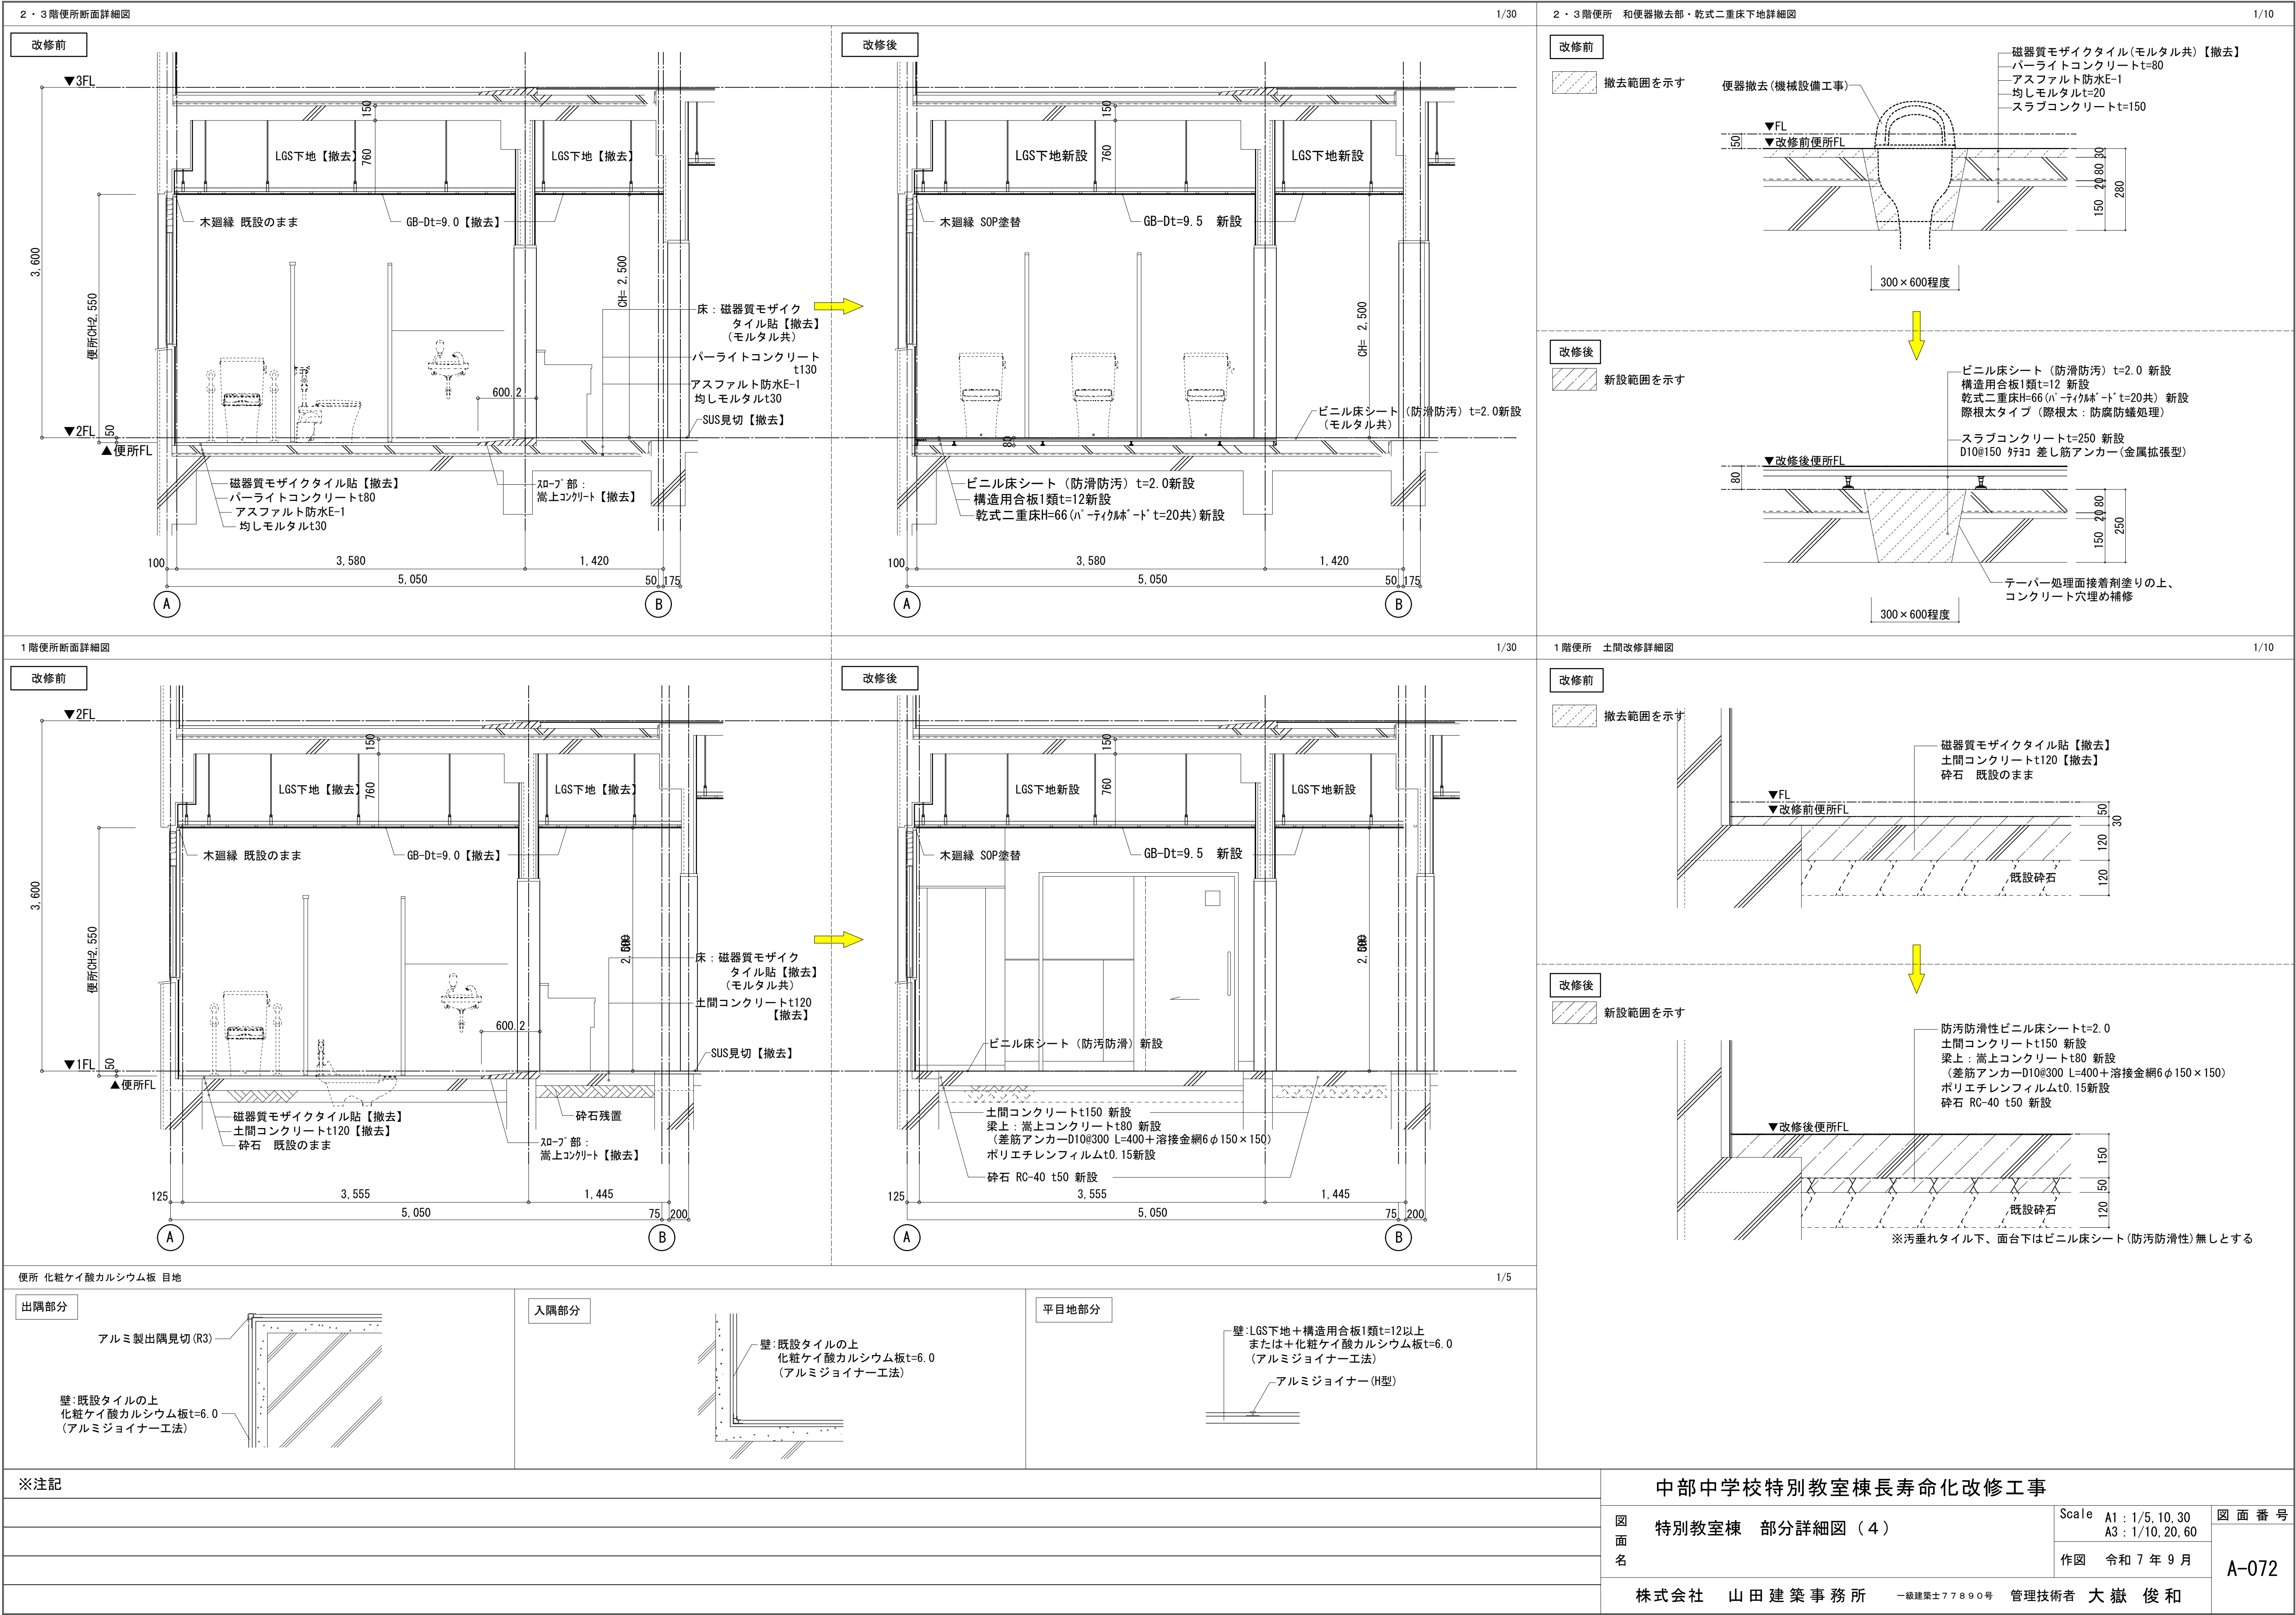 ２・３階便所断面詳細図
1/30
改修前
▼3FL
150
760
LGS下地【撤去】
LGS下地【撤去】
木廻縁 既設のまま
GB-Dt=9.0【撤去】
3,600
便所CH=2,550
CH= 2,500
600.2
床：磁器質モザイク
タイル貼【撤去】
（モルタル共）
パーライトコンクリート
t130
アスファルト防水E-1
均しモルタルt30
SUS見切【撤去】
▼2FL
50
▲便所FL
磁器質モザイクタイル貼【撤去】
パーライトコンクリートt80
アスファルト防水E-1
均しモルタルt30
ｽﾛｰﾌﾟ部：
嵩上ｺﾝｸﾘｰﾄ【撤去】
100
3,580
1,420
5,050
50
175
A
B
改修後
150
760
LGS下地新設
LGS下地新設
木廻縁 SOP塗替
GB-Dt=9.5　新設
CH= 2,500
80
ビニル床シート（防滑防汚）t=2.0新設
（モルタル共）
ビニル床シート（防滑防汚）t=2.0新設
構造用合板1類t=12新設
乾式二重床H=66(ﾊﾟｰﾃｨｸﾙﾎﾞｰﾄﾞt=20共)新設
100
3,580
1,420
5,050
50
175
A
B
２・３階便所　和便器撤去部・乾式二重床下地詳細図
1/10
改修前
撤去範囲を示す
便器撤去(機械設備工事)
磁器質モザイクタイル(モルタル共)【撤去】
パーライトコンクリートt=80
アスファルト防水E-1
均しモルタルt=20
スラブコンクリートt=150
▼FL
50
▼改修前便所FL
30
80
20
150
280
300×600程度
改修後
新設範囲を示す
ビニル床シート（防滑防汚）t=2.0 新設
構造用合板1類t=12 新設
乾式二重床H=66(ﾊﾟｰﾃｨｸﾙﾎﾞｰﾄﾞt=20共) 新設
際根太タイプ（際根太：防腐防蟻処理）
スラブコンクリートt=250 新設
D10@150 ﾀﾃﾖｺ 差し筋アンカー(金属拡張型)
▼改修後便所FL
80
80
20
150
250
テーパー処理面接着剤塗りの上、
コンクリート穴埋め補修
300×600程度
１階便所断面詳細図
1/30
改修前
▼2FL
150
760
LGS下地【撤去】
LGS下地【撤去】
木廻縁 既設のまま
GB-Dt=9.0【撤去】
3,600
便所CH=2,550
600.2
床：磁器質モザイク
タイル貼【撤去】
（モルタル共）
土間コンクリートt120
【撤去】
SUS見切【撤去】
▼1FL
50
▲便所FL
磁器質モザイクタイル貼【撤去】
土間コンクリートt120【撤去】
砕石　既設のまま
砕石残置
ｽﾛｰﾌﾟ部：
嵩上ｺﾝｸﾘｰﾄ【撤去】
125
3,555
1,445
5,050
75
200
A
B
改修後
150
760
LGS下地新設
LGS下地新設
木廻縁 SOP塗替
GB-Dt=9.5　新設
ビニル床シート（防汚防滑）新設
土間コンクリートt150 新設
梁上：嵩上コンクリートt80 新設
（差筋アンカーD10@300 L=400＋溶接金網6φ150×150）
ポリエチレンフィルムt0.15新設
砕石 RC-40 t50 新設
125
3,555
1,445
5,050
75
200
A
B
１階便所　土間改修詳細図
1/10
改修前
撤去範囲を示す
磁器質モザイクタイル貼【撤去】
土間コンクリートt120【撤去】
砕石　既設のまま
▼FL
▼改修前便所FL
50
30
120
120
既設砕石
改修後
新設範囲を示す
防汚防滑性ビニル床シートt=2.0
土間コンクリートt150 新設
梁上：嵩上コンクリートt80 新設
（差筋アンカーD10@300 L=400＋溶接金網6φ150×150）
ポリエチレンフィルムt0.15新設
砕石 RC-40 t50 新設
▼改修後便所FL
150
50
120
既設砕石
※汚垂れタイル下、面台下はビニル床シート(防汚防滑性)無しとする
便所 化粧ケイ酸カルシウム板 目地
1/5
出隅部分
アルミ製出隅見切(R3)
壁:既設タイルの上
化粧ケイ酸カルシウム板t=6.0
（アルミジョイナー工法）
入隅部分
壁:既設タイルの上
化粧ケイ酸カルシウム板t=6.0
（アルミジョイナー工法）
平目地部分
壁:LGS下地＋構造用合板1類t=12以上
または＋化粧ケイ酸カルシウム板t=6.0
（アルミジョイナー工法）
アルミジョイナー(H型)
※注記
中部中学校特別教室棟長寿命化改修工事
図面名
特別教室棟　部分詳細図（４）
Scale
A1 : 1/5,10,30
A3 : 1/10,20,60
作図　令和７年９月
図面番号
A-072
株式会社　山田建築事務所
一級建築士７７８９０号
管理技術者　大嶽　俊和